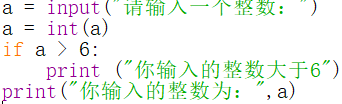 a = input("请输入一个整数：")
a = int(a)
if a > 6:
    print ("你输入的整数大于6")
print("你输入的整数为：",a)